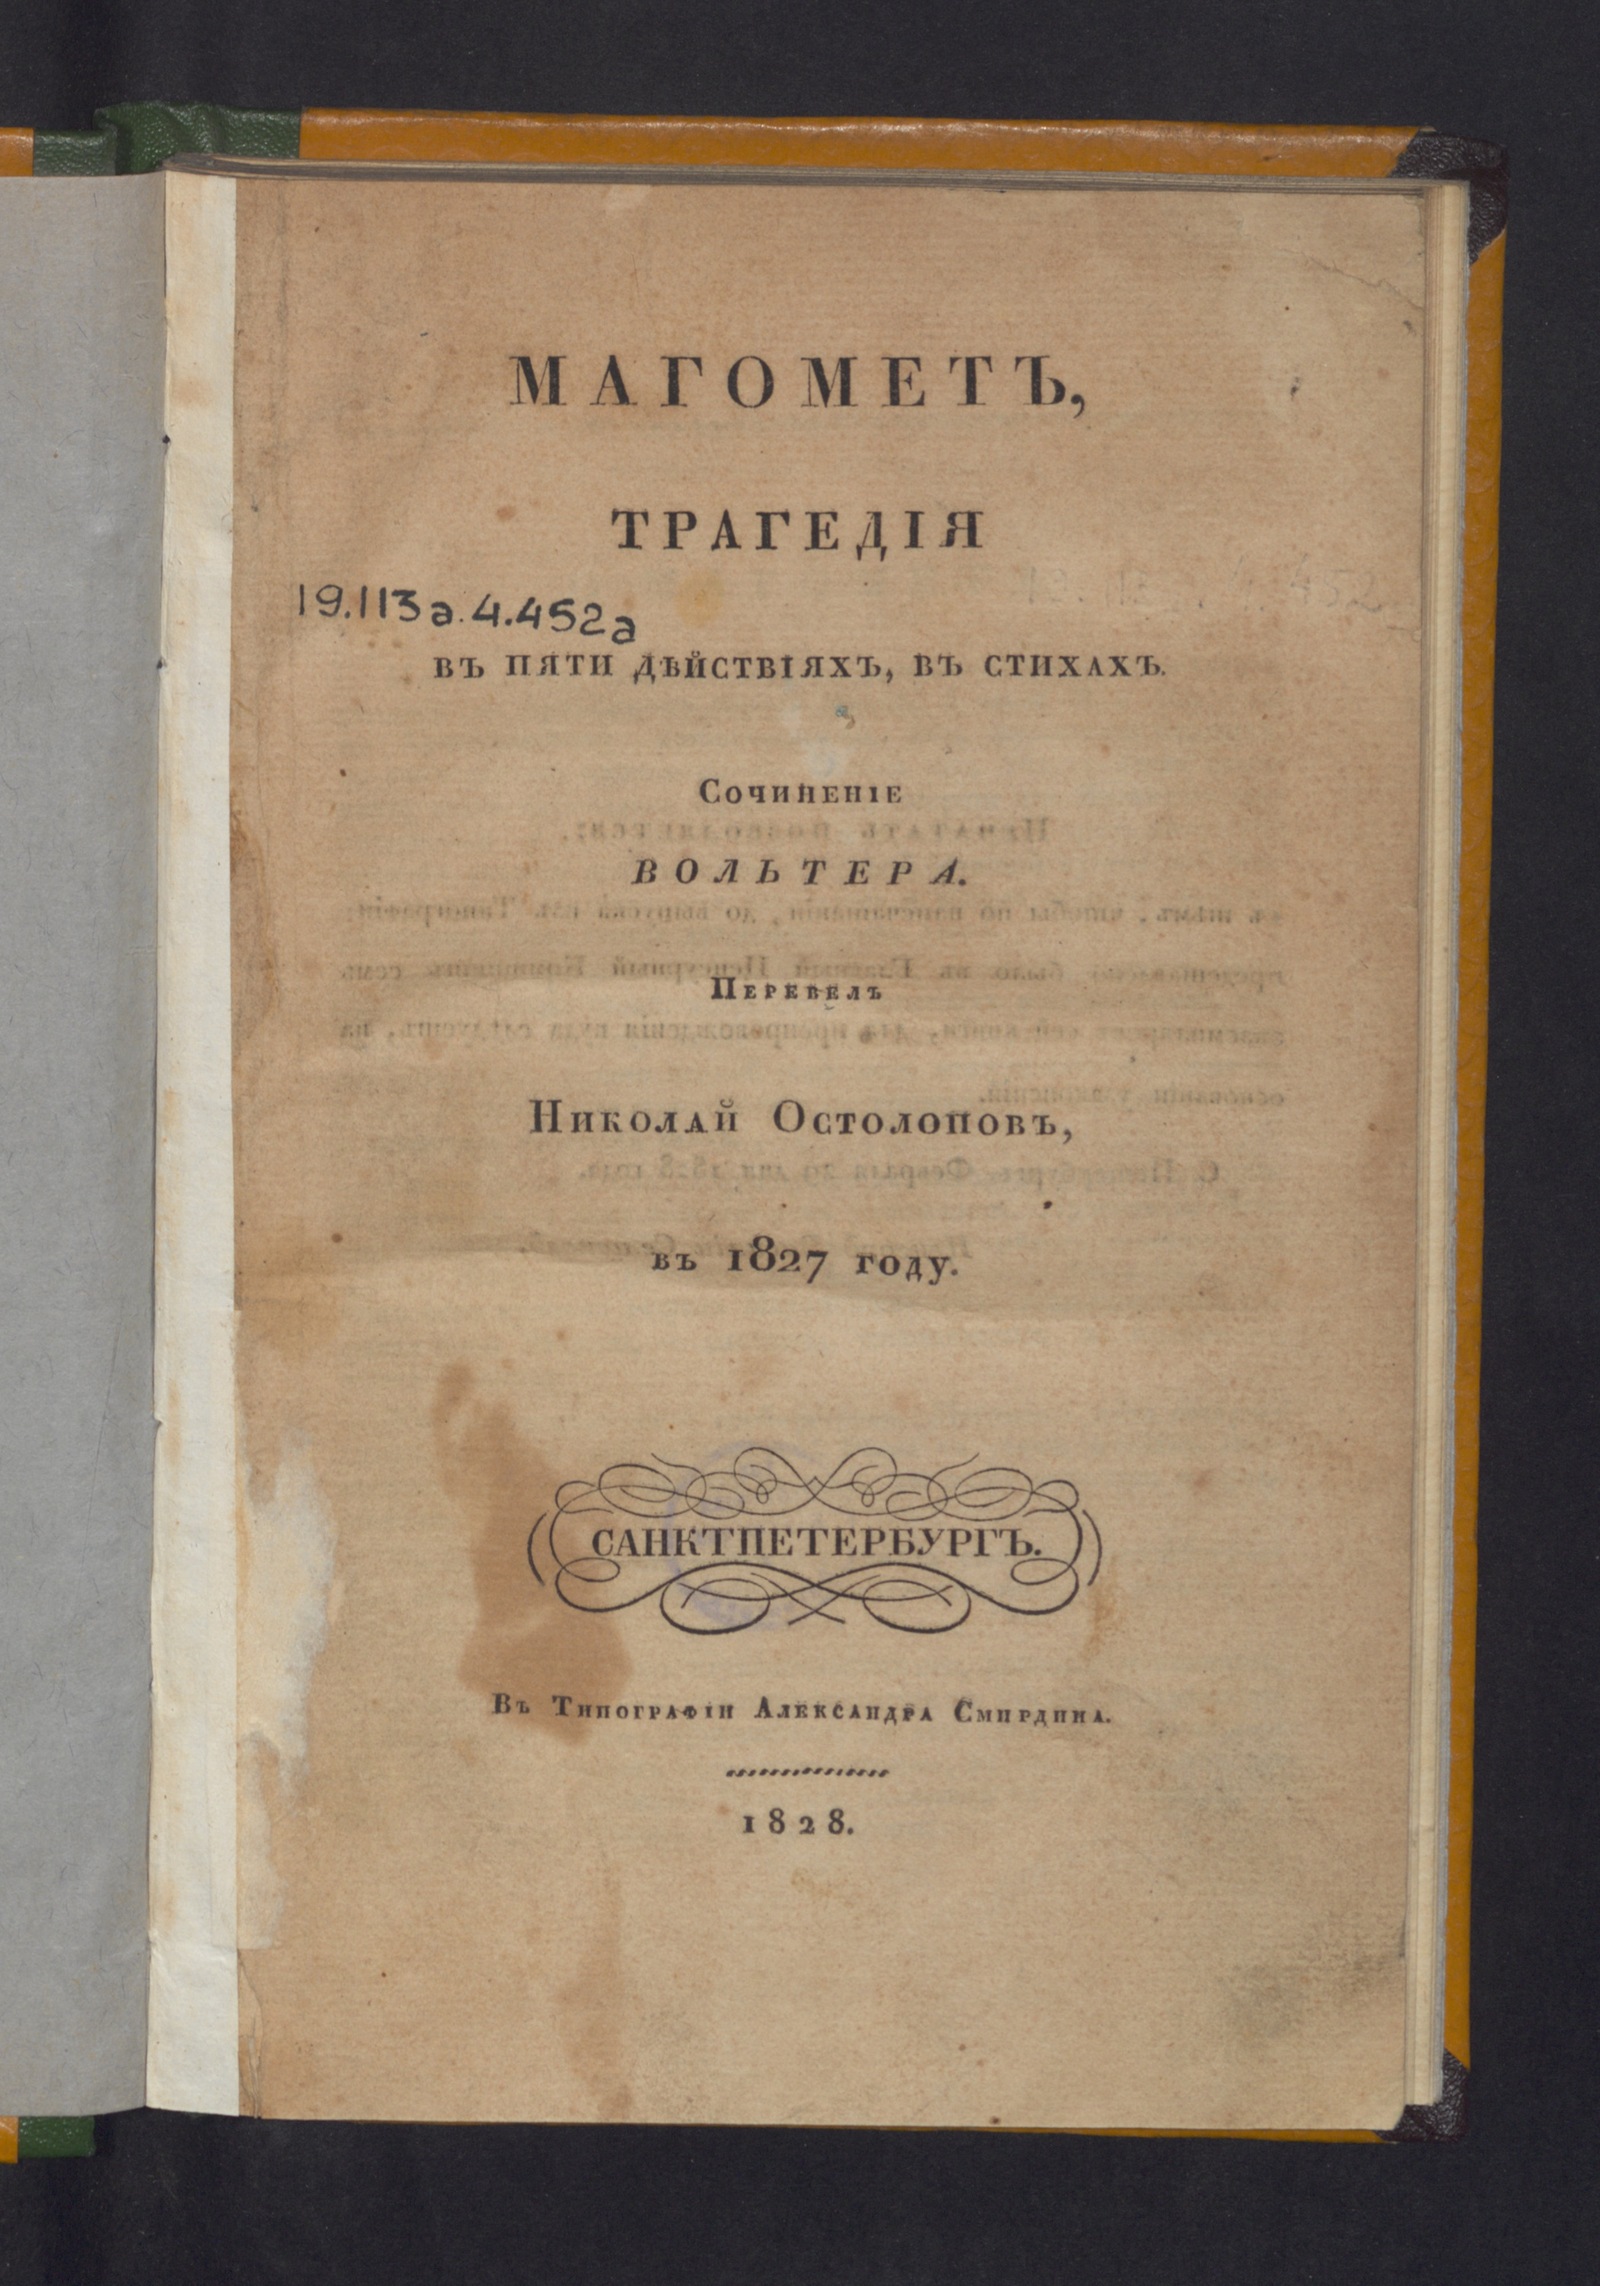 МАГОМЕТЪ,
ТРАГЕДІЯ
19.113а.4.452а
ВЪ ПЯТИ ДѢЙСТВІЯХЪ, ВЪ СТИХАХЪ.
Сочиненіе
ВОЛЬТЕРА.
Перевелъ
Николай Остолоповъ,
въ 1827 году.
САНКТПЕТЕРБУРГЪ.
Въ Типографіи Александра Смирдина.
1828.